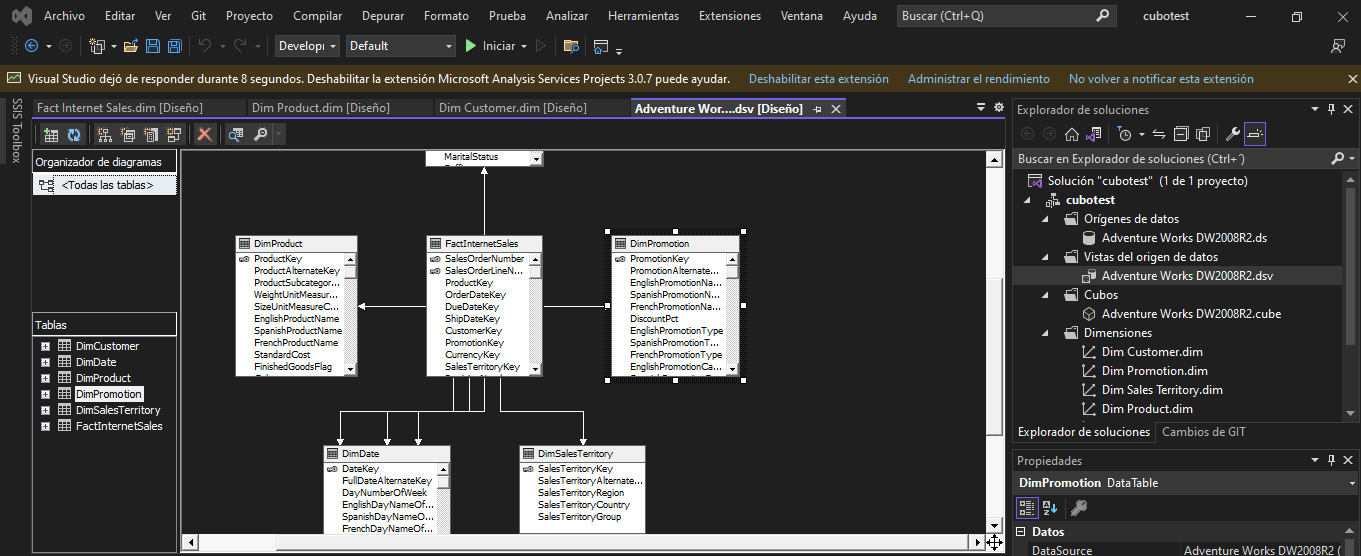 Archivo Editar Ver Git Proyecto Compilar Depurar Formato Prueba Analizar Herramientas Extensiones Ventana Ayuda Buscar (Ctrl+Q) cubotest
Developı Default Iniciar
Visual Studio dejó de responder durante 8 segundos. Deshabilitar la extensión Microsoft Analysis Services Projects 3.0.7 puede ayudar. Deshabilitar esta extensión Administrar el rendimiento No volver a notificar esta extensión
SSIS Toolbox
Fact Internet Sales.dim [Diseño] Dim Product.dim [Diseño] Dim Customer.dim [Diseño] Adventure Wor....dsv [Diseño]
Organizador de diagramas
<Todas las tablas>
Tablas
DimCustomer
DimDate
DimProduct
DimPromotion
DimSalesTerritory
FactInternetSales
MaritalStatus
DimProduct
ProductKey
ProductAlternateKey
ProductSubcategor...
WeightUnitMeasur...
SizeUnitMeasureC...
EnglishProductName
SpanishProductName
FrenchProductName
StandardCost
FinishedGoodsFlag
FactInternetSales
SalesOrderNumber
SalesOrderLineN...
ProductKey
OrderDateKey
DueDateKey
ShipDateKey
CustomerKey
PromotionKey
CurrencyKey
SalesTerritoryKey
DimPromotion
PromotionKey
PromotionAlternate...
EnglishPromotionNa...
SpanishPromotionN...
FrenchPromotionNa...
DiscountPct
EnglishPromotionType
SpanishPromotionT...
FrenchPromotionType
EnglishPromotionCa...
DimDate
DateKey
FullDateAlternateKey
DayNumberOfWeek
EnglishDayNameOf...
SpanishDayNameO...
FrenchDayNameOf...
DimSalesTerritory
SalesTerritoryKey
SalesTerritoryAlternate...
SalesTerritoryRegion
SalesTerritoryCountry
SalesTerritoryGroup
Explorador de soluciones
Buscar en Explorador de soluciones (Ctrl+´)
Solución "cubotest" (1 de 1 proyecto)
cubotest
Orígenes de datos
Adventure Works DW2008R2.ds
Vistas del origen de datos
Adventure Works DW2008R2.dsv
Cubos
Adventure Works DW2008R2.cube
Dimensiones
Dim Customer.dim
Dim Promotion.dim
Dim Sales Territory.dim
Dim Product.dim
Explorador de soluciones Cambios de GIT
Propiedades
DimPromotion DataTable
Datos
DataSource Adventure Works DW2008R2 (